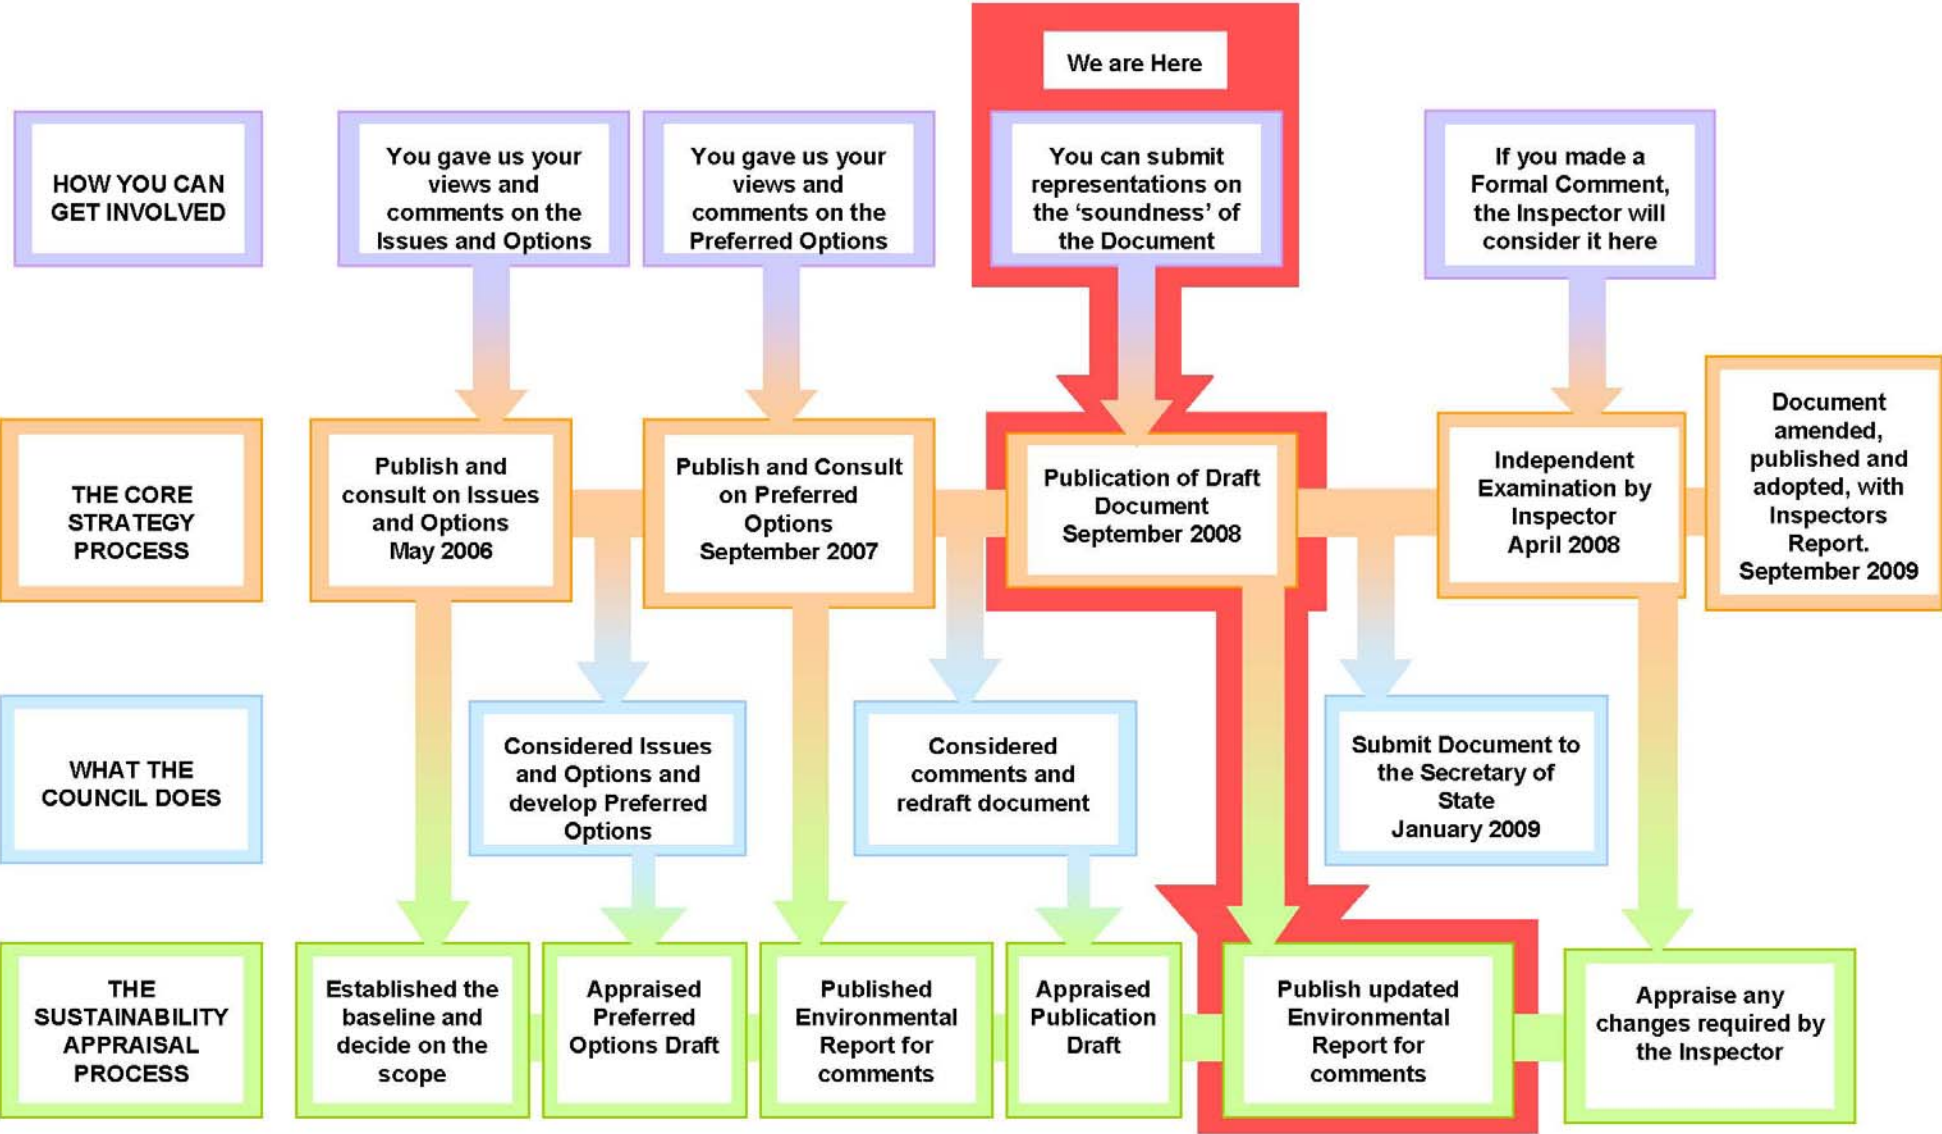 We are Here
HOW YOU CAN
GET INVOLVED
You gave us your
views and
comments on the
Issues and Options
You gave us your
views and
comments on the
Preferred Options
You can submit
representations on
the ‘soundness’ of
the Document
If you made a
Formal Comment,
the Inspector will
consider it here
THE CORE
STRATEGY
PROCESS
Publish and
consult on Issues
and Options
May 2006
Publish and Consult
on Preferred
Options
September 2007
Publication of Draft
Document
September 2008
Independent
Examination by
Inspector
April 2008
Document
amended,
published and
adopted, with
Inspectors
Report.
September 2009
WHAT THE
COUNCIL DOES
Considered Issues
and Options and
develop Preferred
Options
Considered
comments and
redraft document
Submit Document to
the Secretary of
State
January 2009
THE
SUSTAINABILITY
APPRAISAL
PROCESS
Established the
baseline and
decide on the
scope
Appraised
Preferred
Options Draft
Published
Environmental
Report for
comments
Appraised
Publication
Draft
Publish updated
Environmental
Report for
comments
Appraise any
changes required by
the Inspector